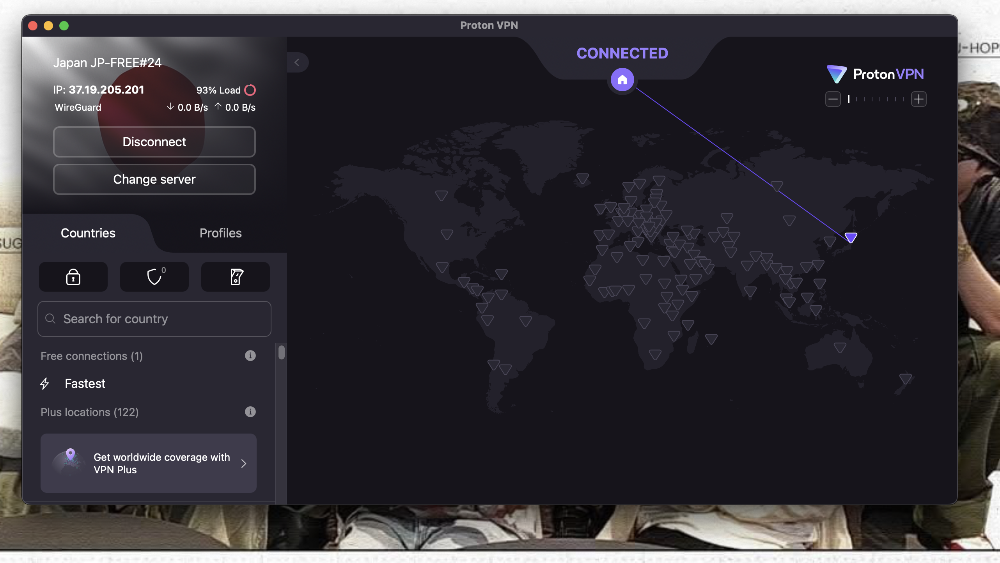 Proton VPN
Japan JP-FREE#24
IP: 37.19.205.201
93% Load
WireGuard
0.0 B/s
0.0 B/s
Disconnect
Change server
Countries
Profiles
0
Search for country
Free connections (1)
Fastest
Plus locations (122)
Get worldwide coverage with
VPN Plus
CONNECTED
ProtonVPN
-HOP
SUG